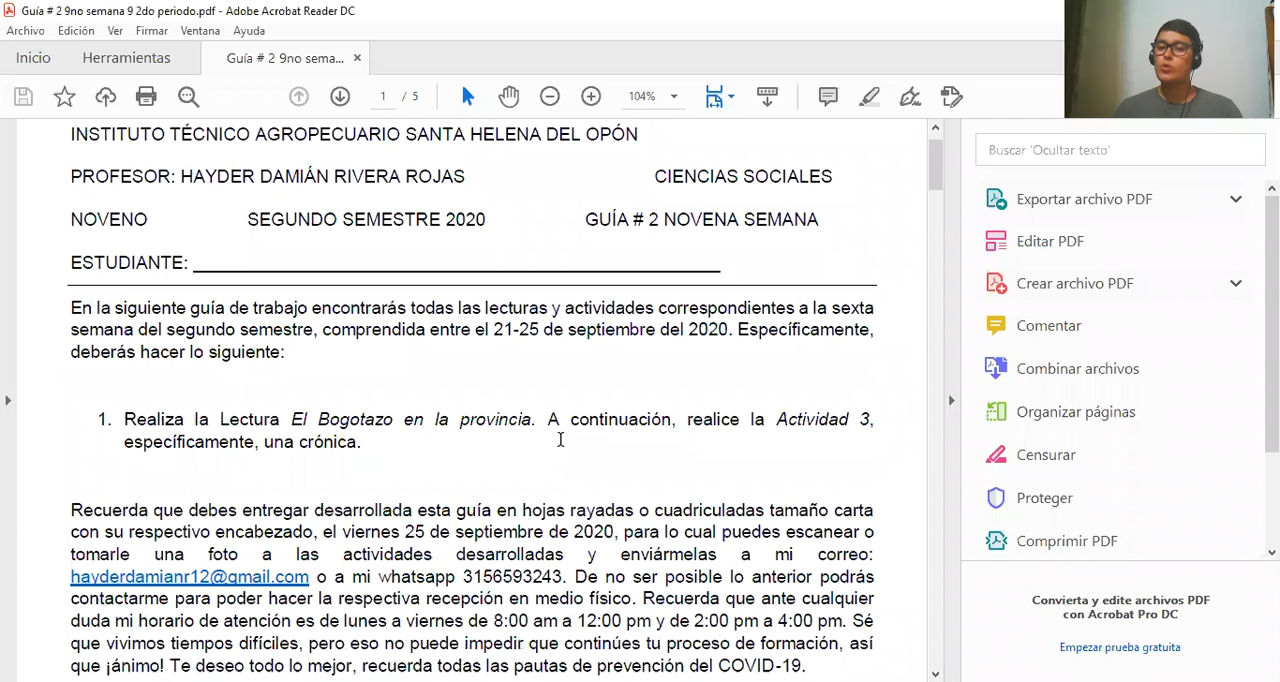 Guía # 2 9no semana 9 2do periodo.pdf - Adobe Acrobat Reader DC
Archivo Edición Ver Firmar Ventana Ayuda
Inicio Herramientas Guía # 2 9no sema... ×
1 / 5 104%
INSTITUTO TÉCNICO AGROPECUARIO SANTA HELENA DEL OPÓN
PROFESOR: HAYDER DAMIÁN RIVERA ROJAS CIENCIAS SOCIALES
NOVENO SEGUNDO SEMESTRE 2020 GUÍA # 2 NOVENA SEMANA
ESTUDIANTE:
En la siguiente guía de trabajo encontrarás todas las lecturas y actividades correspondientes a la sexta
semana del segundo semestre, comprendida entre el 21-25 de septiembre del 2020. Específicamente,
deberás hacer lo siguiente:
1. Realiza la Lectura El Bogotazo en la provincia. A continuación, realice la Actividad 3,
específicamente, una crónica.
Recuerda que debes entregar desarrollada esta guía en hojas rayadas o cuadriculadas tamaño carta
con su respectivo encabezado, el viernes 25 de septiembre de 2020, para lo cual puedes escanear o
tomarle una foto a las actividades desarrolladas y enviármelas a mi correo:
hayderdamianr12@gmail.com o a mi whatsapp 3156593243. De no ser posible lo anterior podrás
contactarme para poder hacer la respectiva recepción en medio físico. Recuerda que ante cualquier
duda mi horario de atención es de lunes a viernes de 8:00 am a 12:00 pm y de 2:00 pm a 4:00 pm. Sé
que vivimos tiempos difíciles, pero eso no puede impedir que continúes tu proceso de formación, así
que ¡ánimo! Te deseo todo lo mejor, recuerda todas las pautas de prevención del COVID-19.
Buscar 'Ocultar texto'
Exportar archivo PDF
Editar PDF
Crear archivo PDF
Comentar
Combinar archivos
Organizar páginas
Censurar
Proteger
Comprimir PDF
Convierta y edite archivos PDF
con Acrobat Pro DC
Empezar prueba gratuita